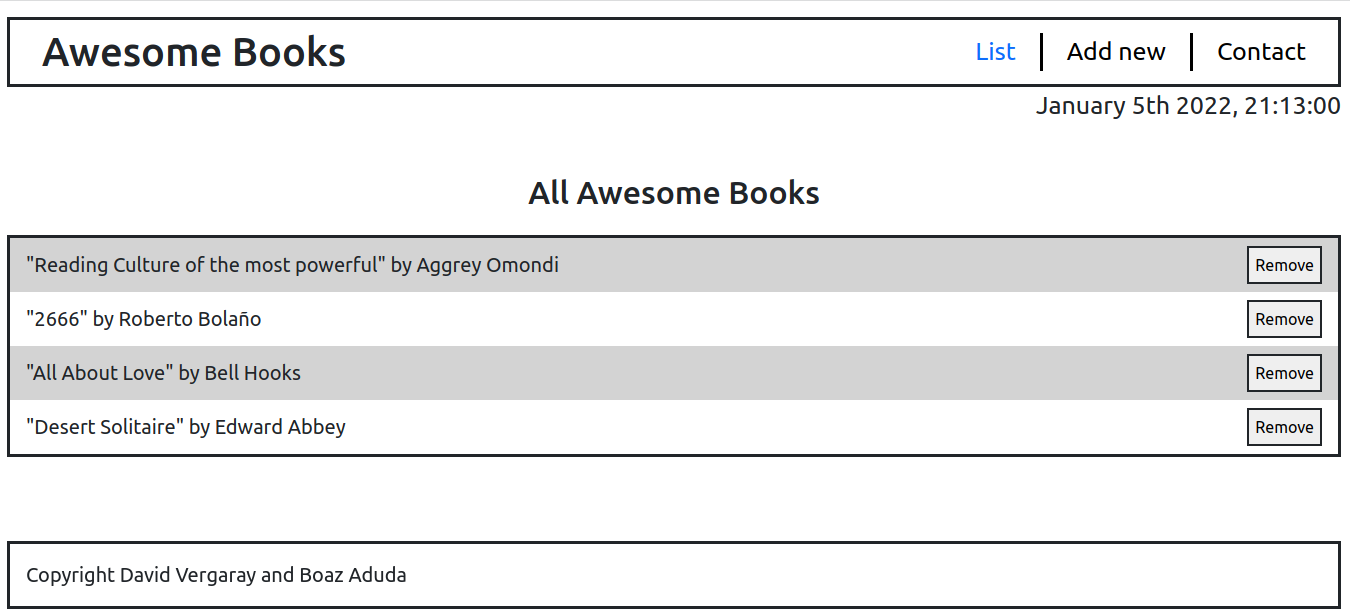 Awesome Books
List
Add new
Contact
January 5th 2022, 21:13:00
All Awesome Books
"Reading Culture of the most powerful" by Aggrey Omondi
Remove
"2666" by Roberto Bolaño
Remove
"All About Love" by Bell Hooks
Remove
"Desert Solitaire" by Edward Abbey
Remove
Copyright David Vergaray and Boaz Aduda